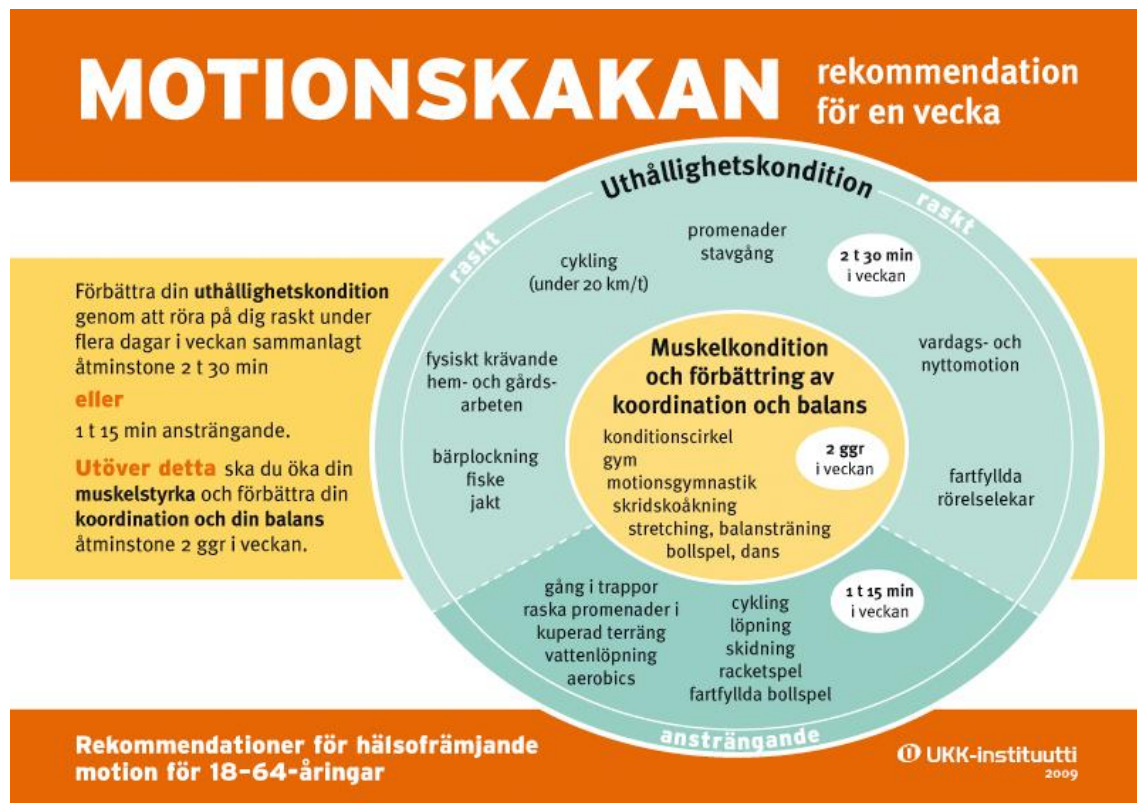 MOTIONSKAKAN
rekommendation
för en vecka
Förbättra din uthållighetskondition
genom att röra på dig raskt under
flera dagar i veckan sammanlagt
åtminstone 2 t 30 min
eller
1 t 15 min ansträngande.
Utöver detta ska du öka din
muskelstyrka och förbättra din
koordination och din balans
åtminstone 2 ggr i veckan.
Uthållighetskondition
raskt
raskt
promenader
stavgång
2 t 30 min
i veckan
cykling
(under 20 km/t)
vardags- och
nyttomotion
fysiskt krävande
hem- och gårds-
arbeten
bärplockning
fiske
jakt
fartfyllda
rörelselekar
Muskelkondition
och förbättring av
koordination och balans
konditionscirkel
gym
motionsgymnastik
skridskoåkning
stretching, balansträning
bollspel, dans
2 ggr
i veckan
gång i trappor
raska promenader i
kuperad terräng
vattenlöpning
aerobics
cykling
löpning
skidning
racketspel
fartfyllda bollspel
1 t 15 min
i veckan
ansträngande
Rekommendationer för hälsofrämjande
motion för 18–64-åringar
UKK-instituutti
2009